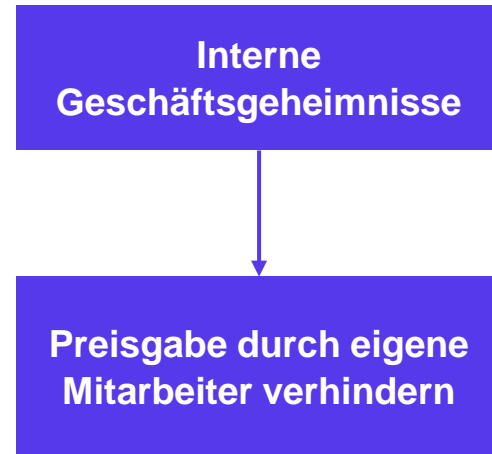 Interne
Geschäftsgeheimnisse
Preisgabe durch eigene
Mitarbeiter verhindern